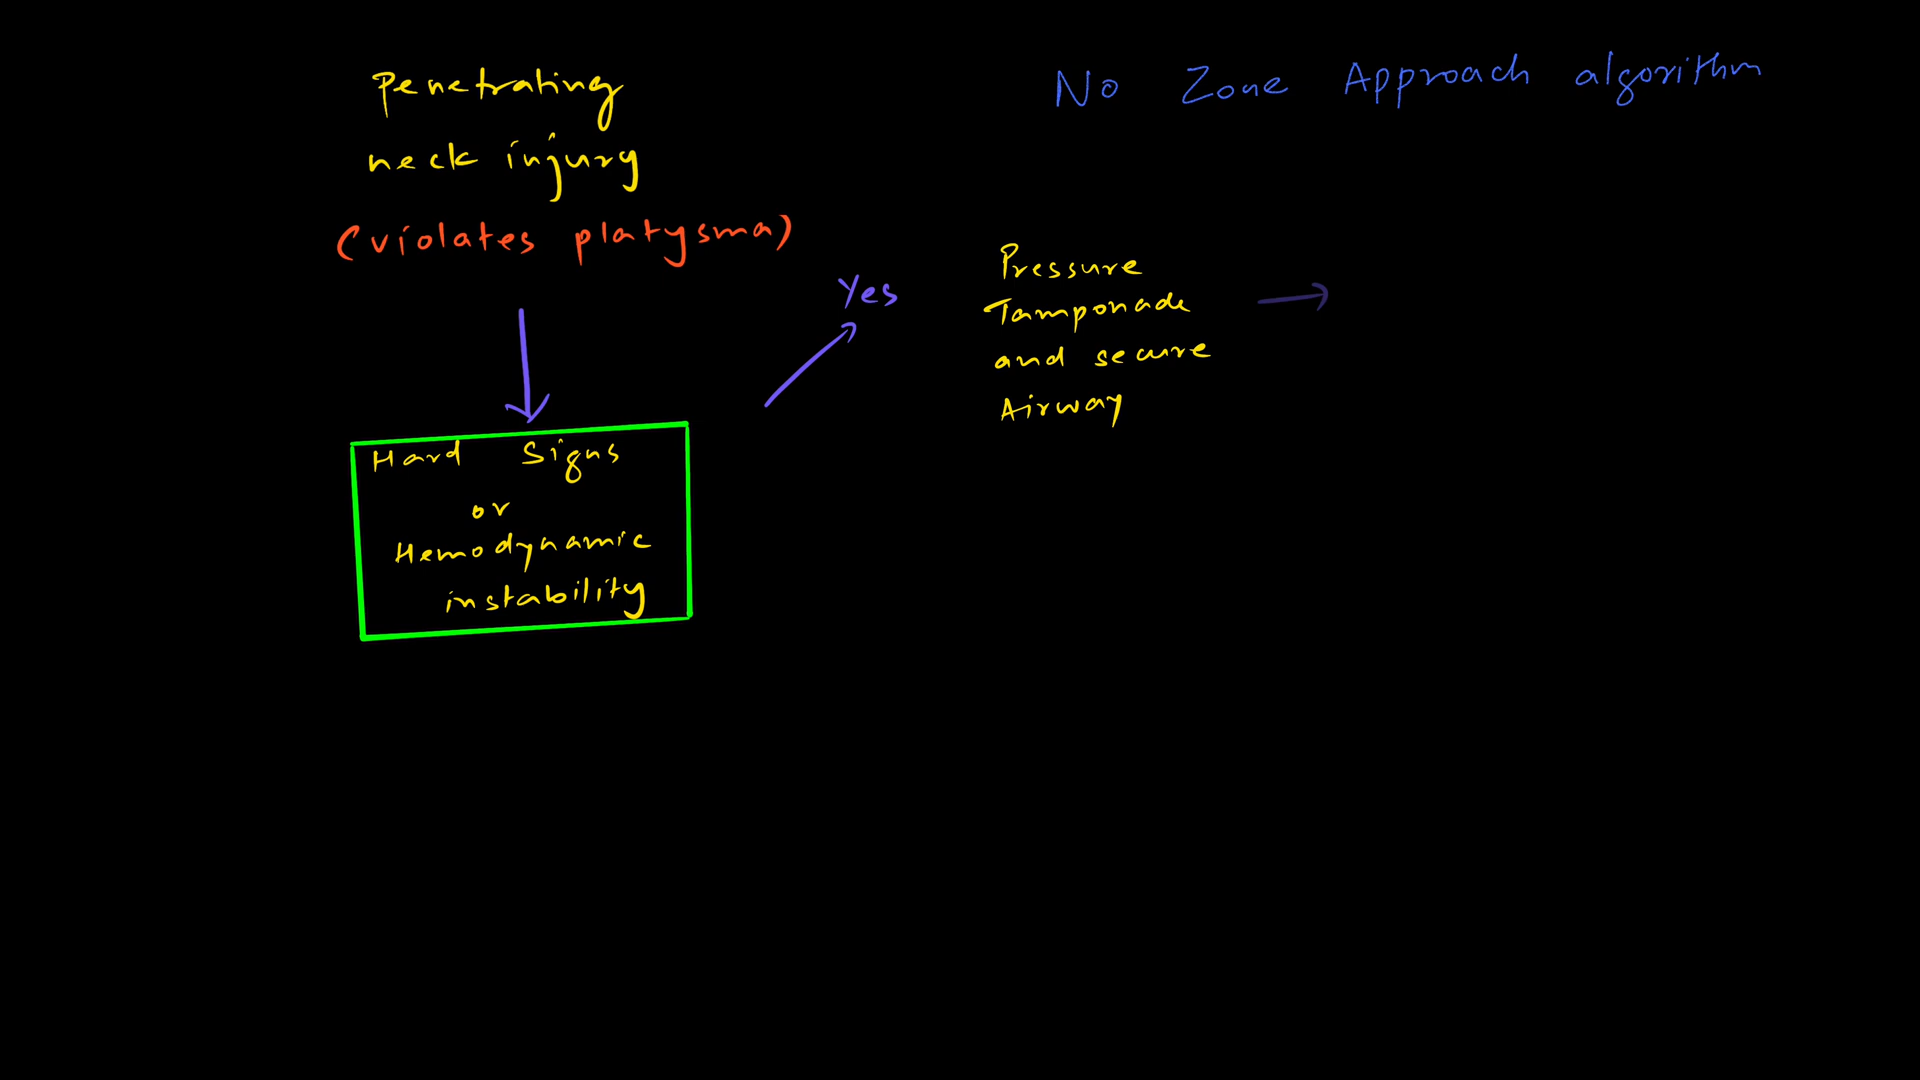 Penetrating
neck injury
(violates platysma)
No Zone Approach algorithm
Hard Signs
or
Hemodynamic
instability
Yes
Pressure
Tamponade
and secure
Airway